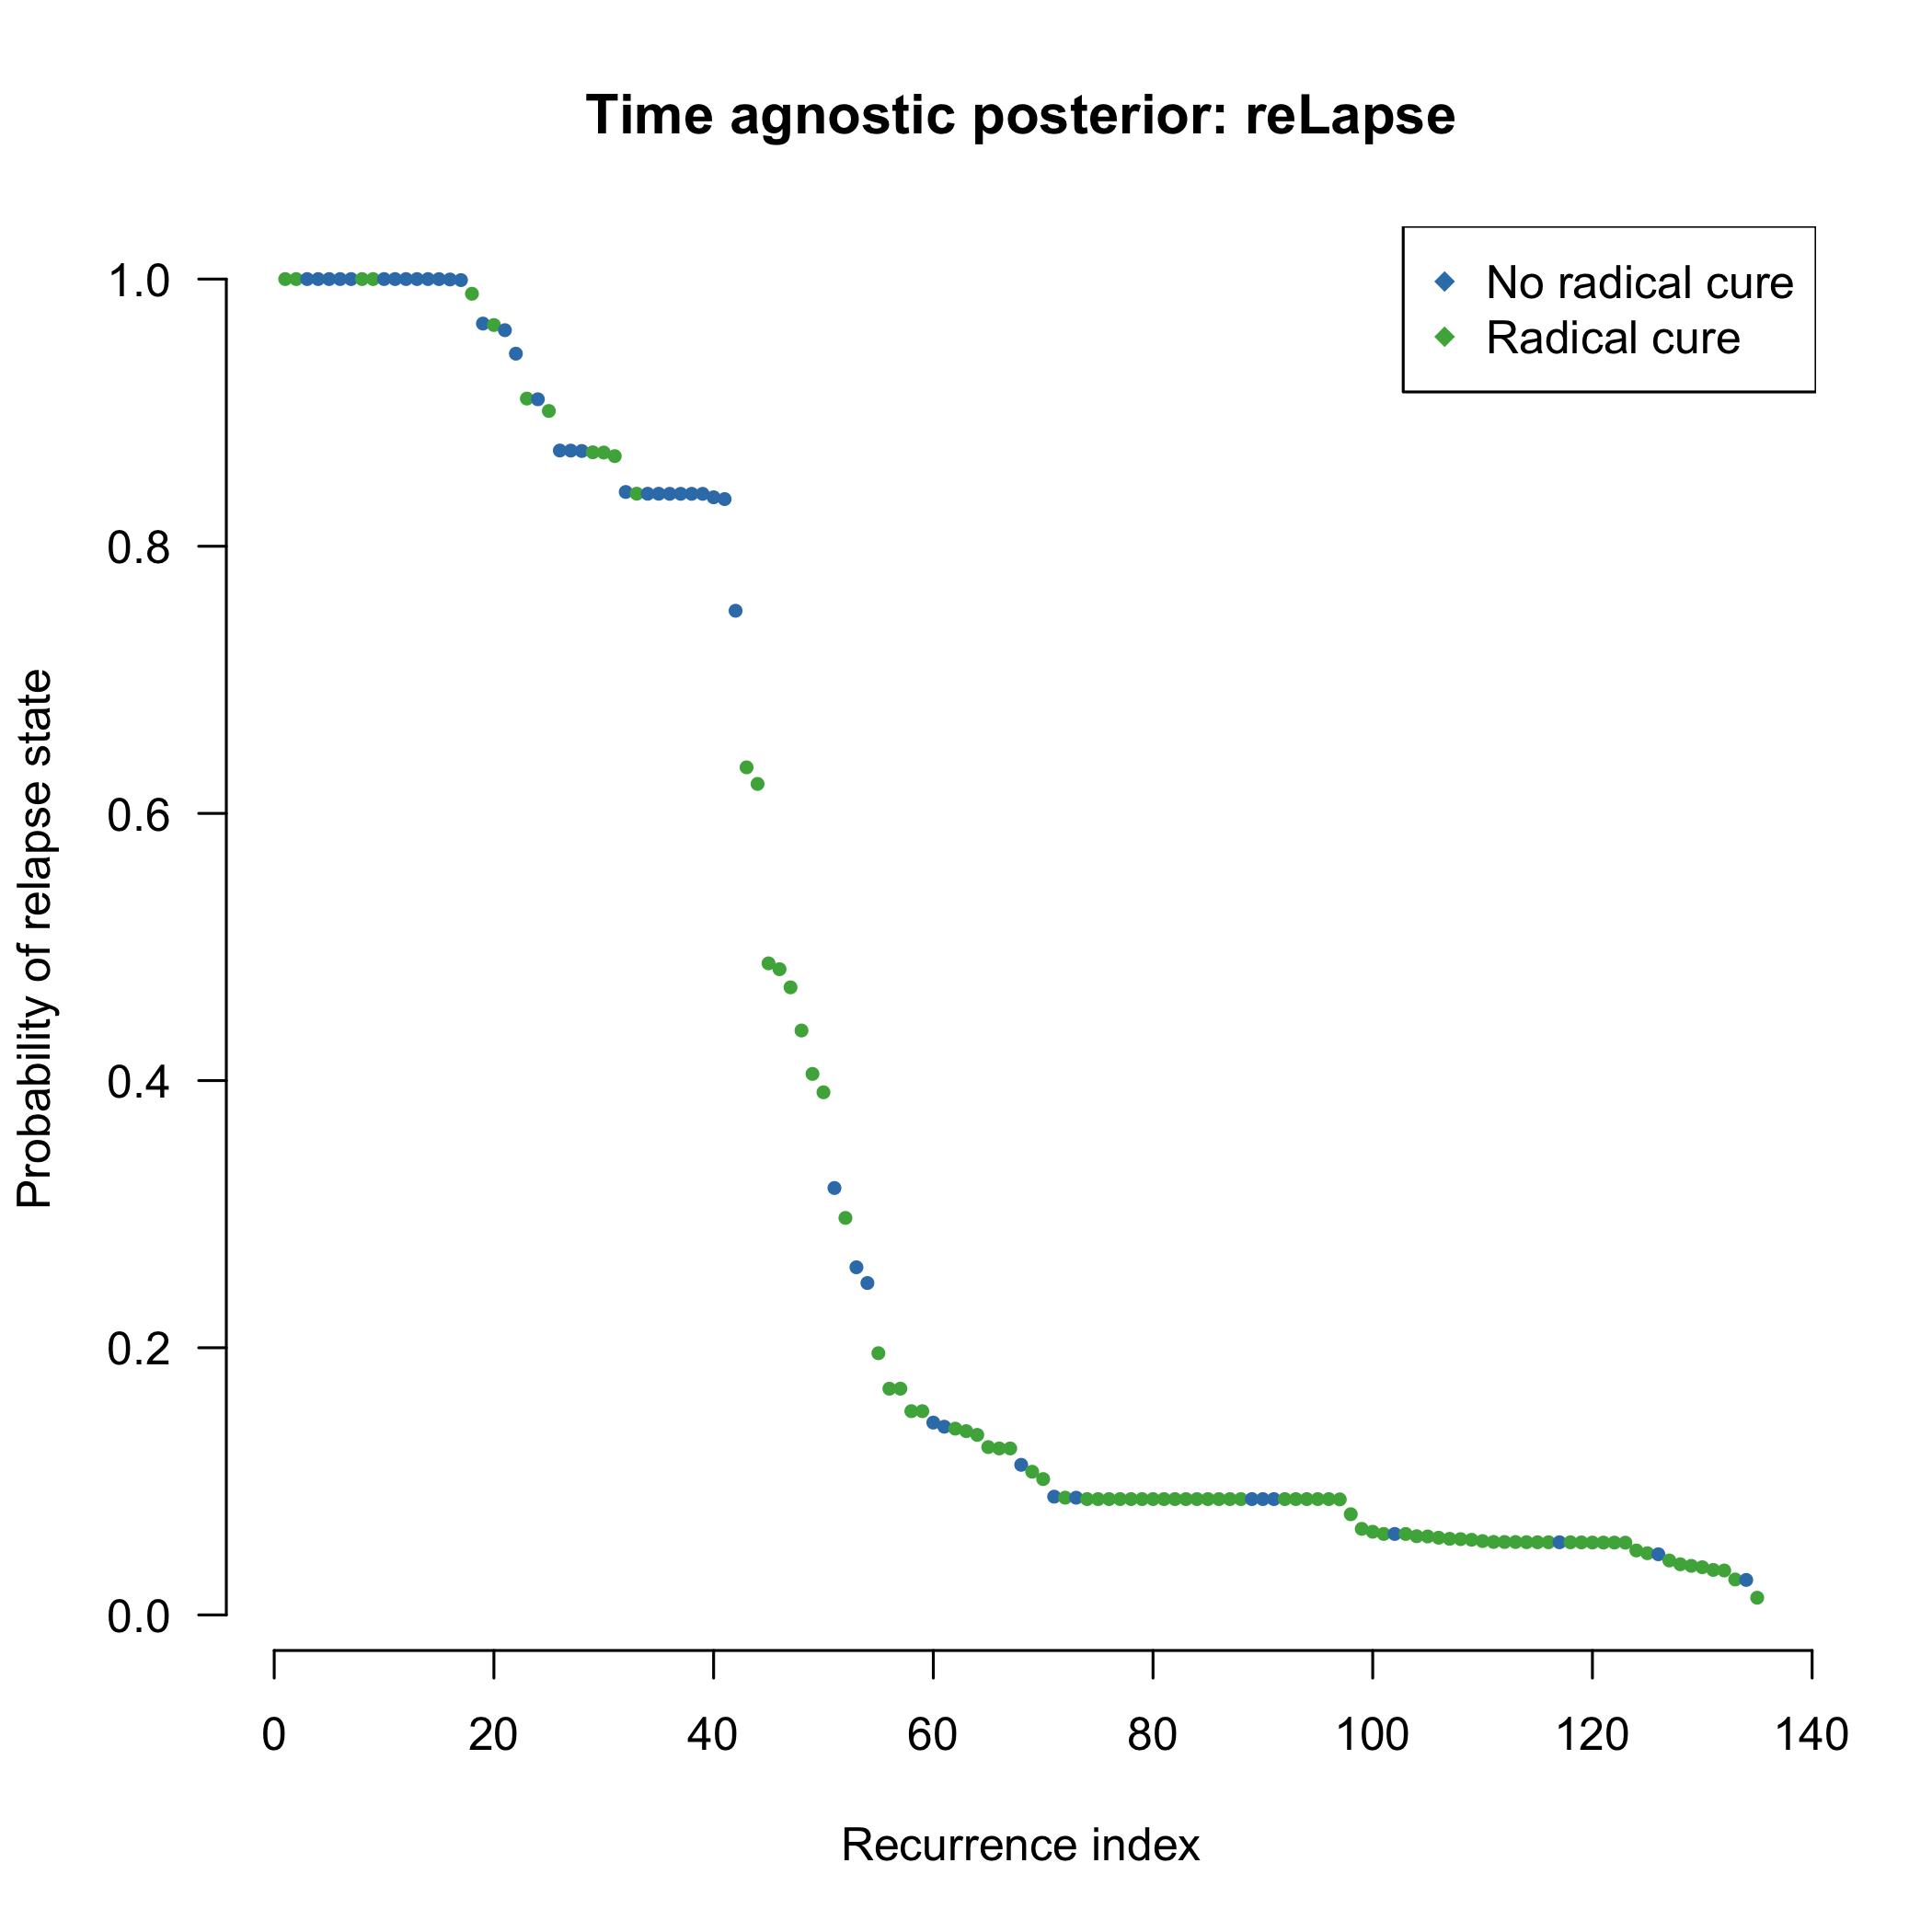 Time agnostic posterior: reLapse
No radical cure
Radical cure
1.0
0.8
0.6
0.4
0.2
0.0
Probability of relapse state
0 20 40 60 80 100 120 140
Recurrence index